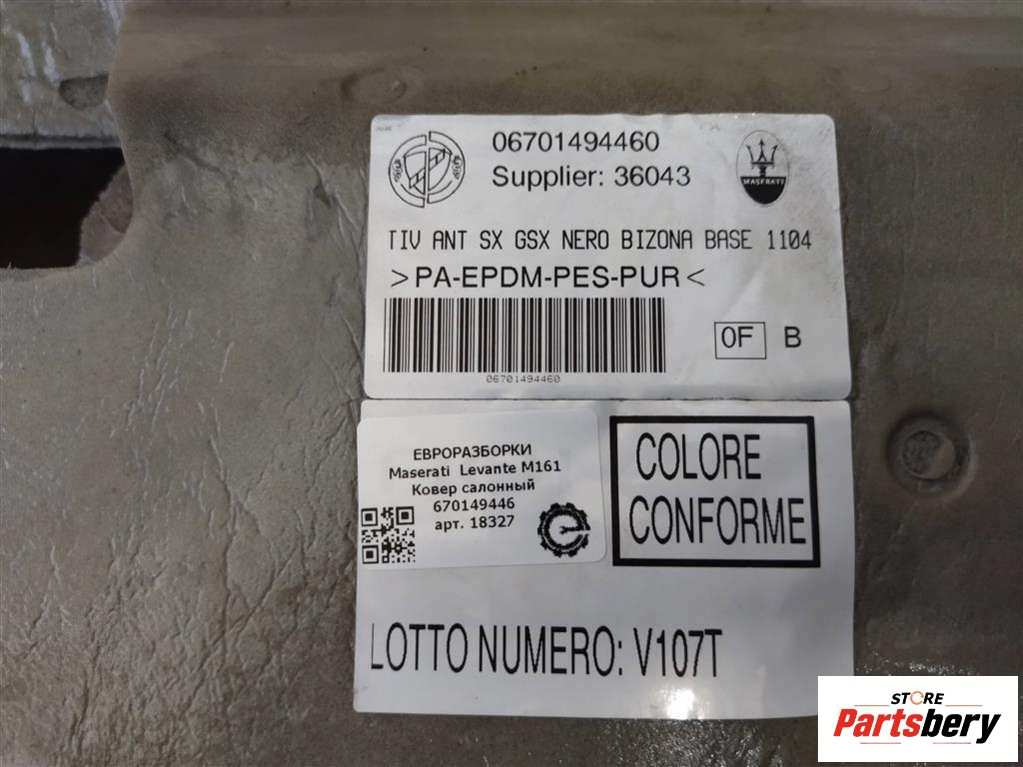 06701494460
Supplier: 36043
MASERATI
TIV ANT SX GSX NERO BIZONA BASE 1104
>PA-EPDM-PES-PUR<
0F B
06701494460
ЕВРОРАЗБОРКИ
Maserati Levante M161
Ковер салонный
670149446
арт. 18327
COLORE
CONFORME
LOTTO NUMERO: V107T
STORE
Partsbery